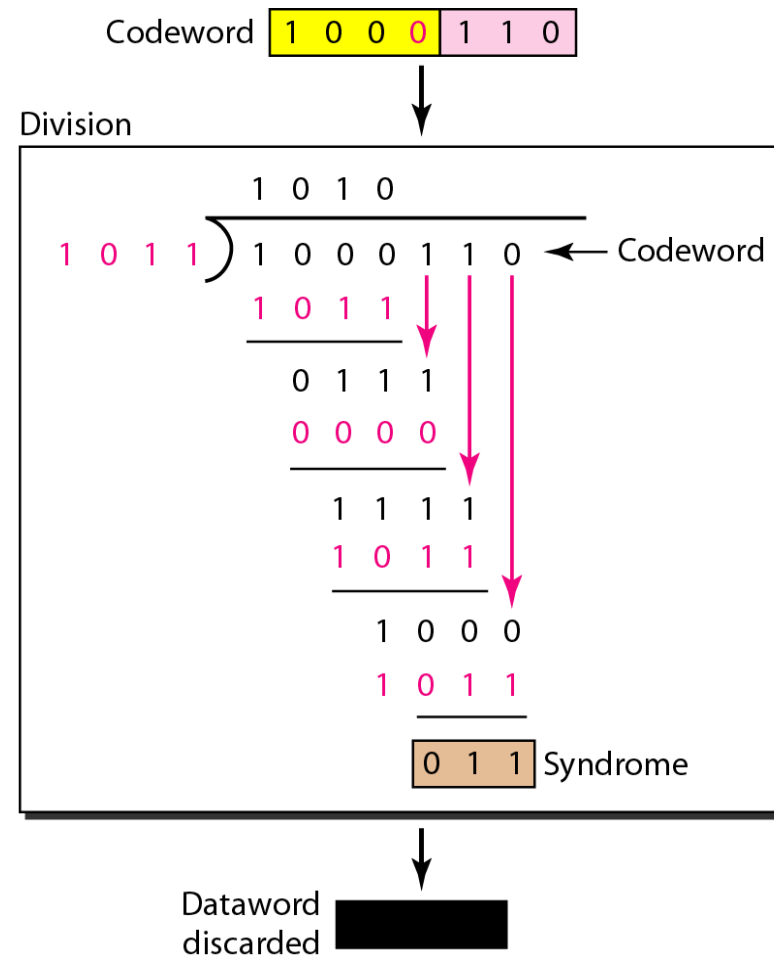 Codeword 1 0 0 0 1 1 0
Division
1 0 1 0
1 0 1 1 1 0 0 0 1 1 0 Codeword
1 0 1 1
0 1 1 1
0 0 0 0
1 1 1 1
1 0 1 1
1 0 0 0
1 0 1 1
0 1 1 Syndrome
Dataword
discarded